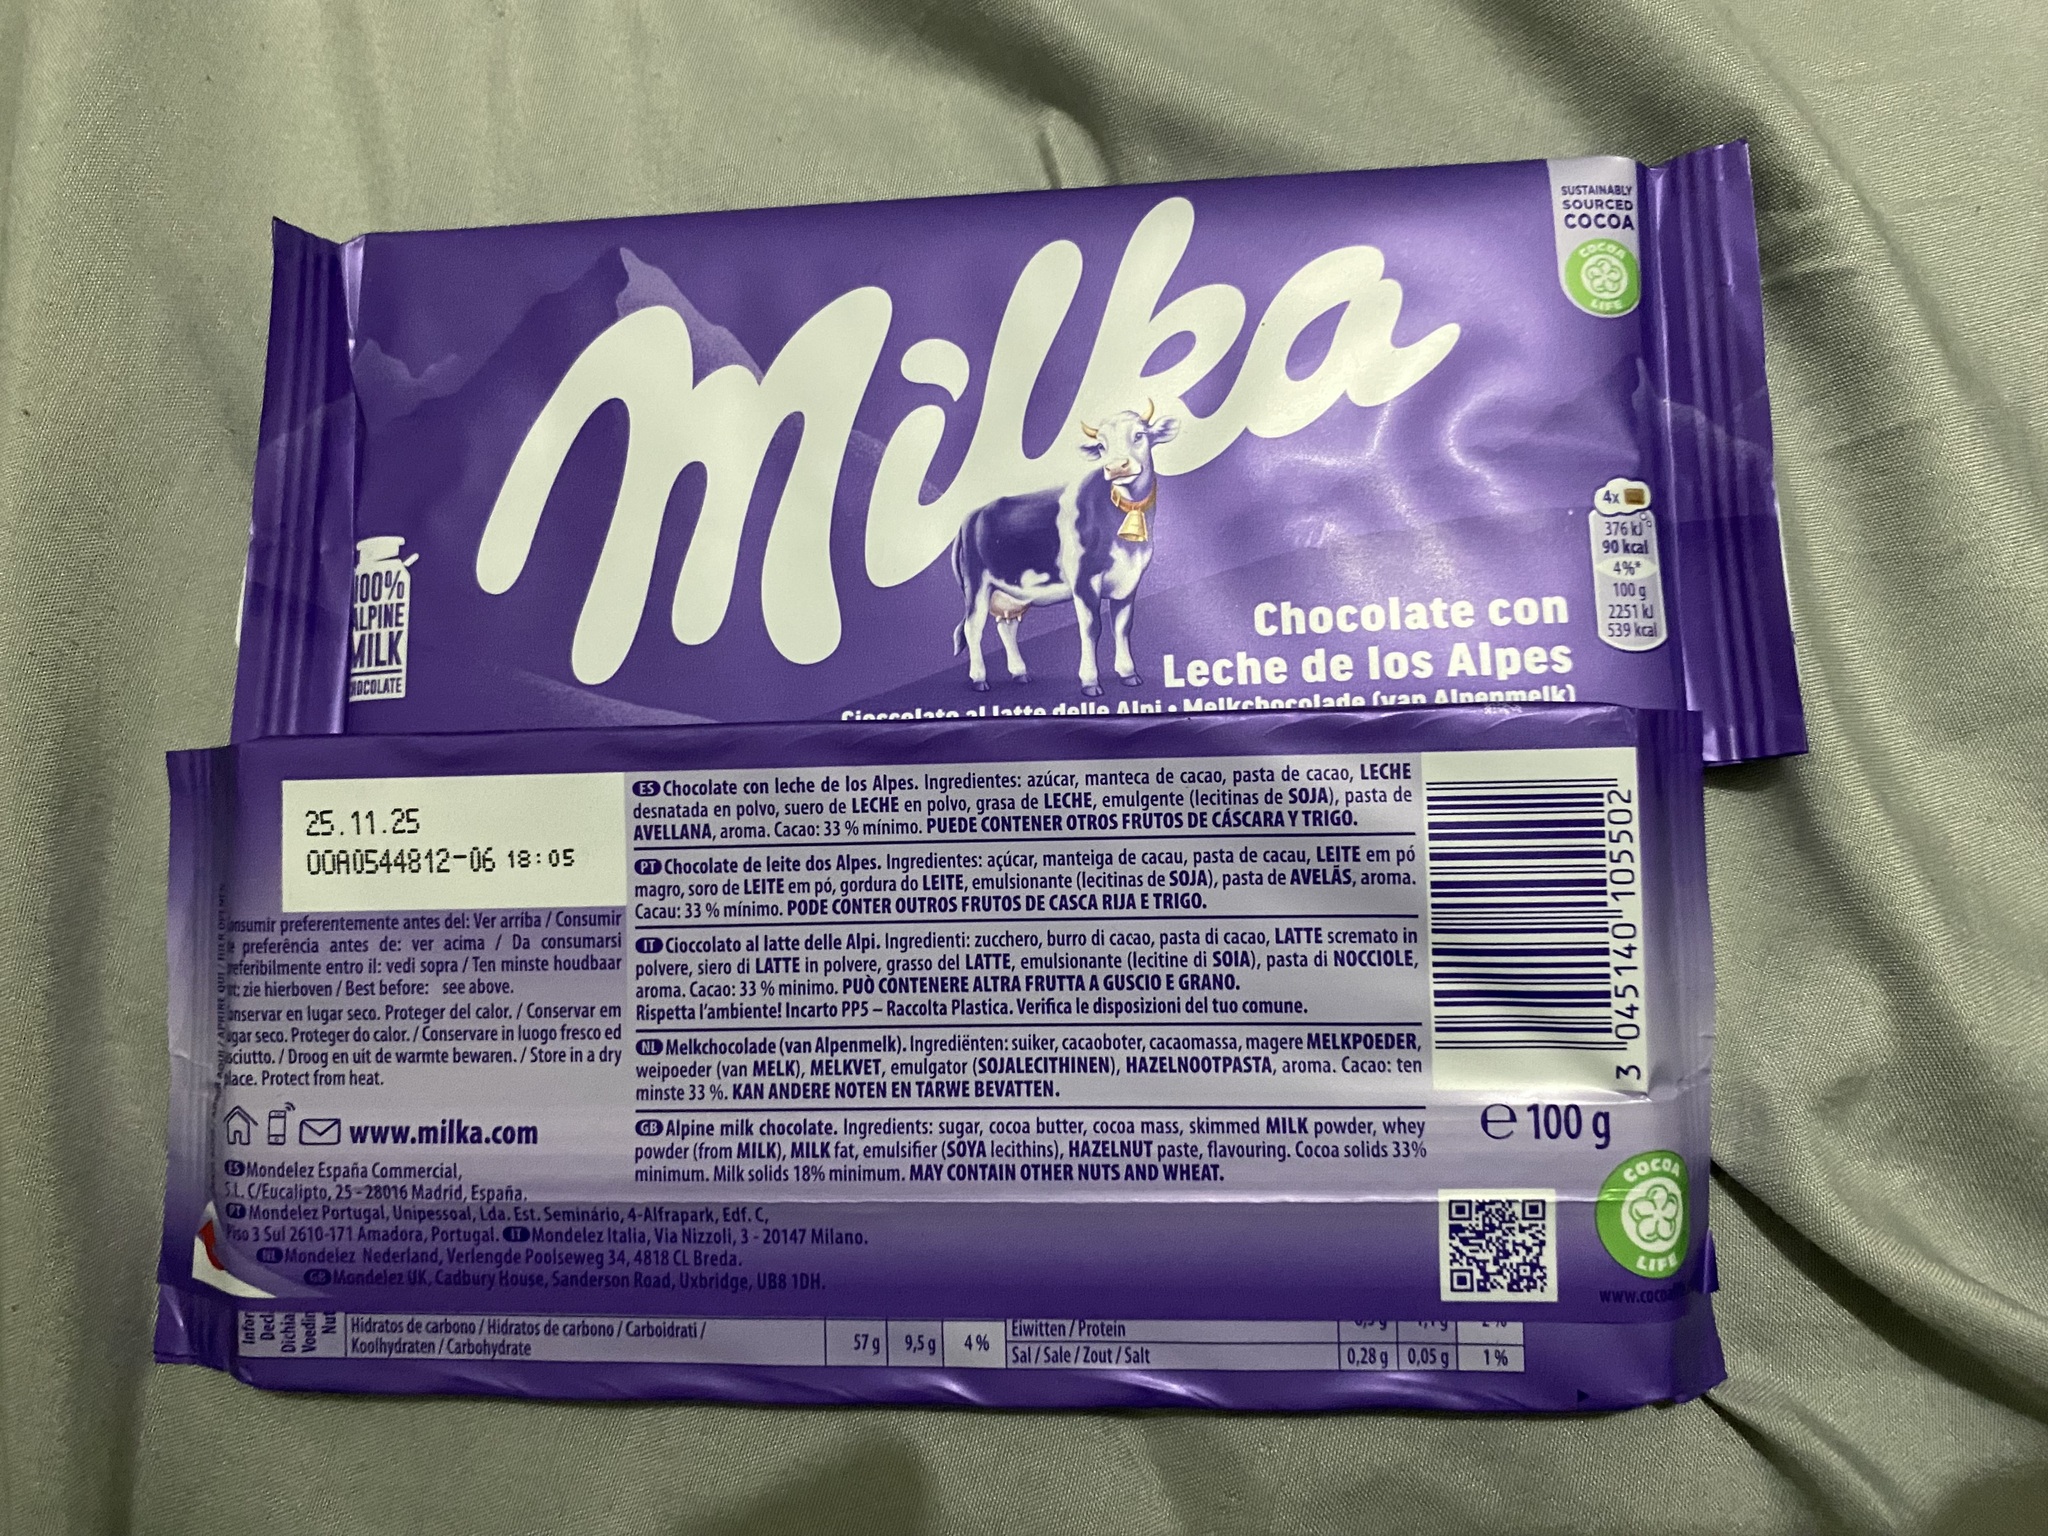 SUSTAINABLY
SOURCED
COCOA
COCOA
LIFE
Milka
100%
ALPINE
MILK
CHOCOLATE
4x
376 kJ
90 kcal
4%*
100 g
2251 kJ
539 kcal
Chocolate con
Leche de los Alpes
Cioccolato al latte delle Alpi • Melkchocolade (van Alpenmelk)
25.11.25
OOA0544812-06 18:05
Consumir preferentemente antes del: Ver arriba / Consumir
preferência antes de: ver acima / Da consumarsi
preferibilmente entro il: vedi sopra / Ten minste houdbaar
zie hierboven / Best before: see above.
Conservar en lugar seco. Proteger del calor. / Conservar em
lugar seco. Proteger do calor. / Conservare in luogo fresco ed
asciutto. / Droog en uit de warmte bewaren. / Store in a dry
place. Protect from heat.
www.milka.com
ES Mondelez España Commercial,
S.L. C/Eucalipto, 25 - 28016 Madrid, España.
PT Mondelez Portugal, Unipessoal, Lda. Est. Seminário, 4-Alfrapark, Edf. C,
Piso 3 Sul 2610-171 Amadora, Portugal. IT Mondelez Italia, Via Nizzoli, 3 - 20147 Milano.
NL Mondelez Nederland, Verlengde Poolseweg 34, 4818 CL Breda.
GB Mondelez UK, Cadbury House, Sanderson Road, Uxbridge, UB8 1DH.
ES Chocolate con leche de los Alpes. Ingredientes: azúcar, manteca de cacao, pasta de cacao, LECHE
desnatada en polvo, suero de LECHE en polvo, grasa de LECHE, emulgente (lecitinas de SOJA), pasta de
AVELLANA, aroma. Cacao: 33 % mínimo. PUEDE CONTENER OTROS FRUTOS DE CÁSCARA Y TRIGO.
PT Chocolate de leite dos Alpes. Ingredientes: açúcar, manteiga de cacau, pasta de cacau, LEITE em pó
magro, soro de LEITE em pó, gordura do LEITE, emulsionante (lecitinas de SOJA), pasta de AVELÃS, aroma.
Cacau: 33 % mínimo. PODE CONTER OUTROS FRUTOS DE CASCA RIJA E TRIGO.
IT Cioccolato al latte delle Alpi. Ingredienti: zucchero, burro di cacao, pasta di cacao, LATTE scremato in
polvere, siero di LATTE in polvere, grasso del LATTE, emulsionante (lecitine di SOIA), pasta di NOCCIOLE,
aroma. Cacao: 33 % minimo. PUÒ CONTENERE ALTRA FRUTTA A GUSCIO E GRANO.
Rispetta l'ambiente! Incarto PP5 – Raccolta Plastica. Verifica le disposizioni del tuo comune.
NL Melkchocolade (van Alpenmelk). Ingrediënten: suiker, cacaoboter, cacaomassa, magere MELKPOEDER,
weipoeder (van MELK), MELKVET, emulgator (SOJALECITHINEN), HAZELNOOTPASTA, aroma. Cacao: ten
minste 33 %. KAN ANDERE NOTEN EN TARWE BEVATTEN.
GB Alpine milk chocolate. Ingredients: sugar, cocoa butter, cocoa mass, skimmed MILK powder, whey
powder (from MILK), MILK fat, emulsifier (SOYA lecithins), HAZELNUT paste, flavouring. Cocoa solids 33%
minimum. Milk solids 18% minimum. MAY CONTAIN OTHER NUTS AND WHEAT.
3 045140 105502
e 100 g
COCOA
LIFE
Hidratos de carbono / Hidratos de carbono / Carboidrati /
Koolhydraten / Carbohydrate
57 g 9,5 g 4 %
Eiwitten / Protein
Sal / Sale / Zout / Salt 0,28 g 0,05 g 1 %